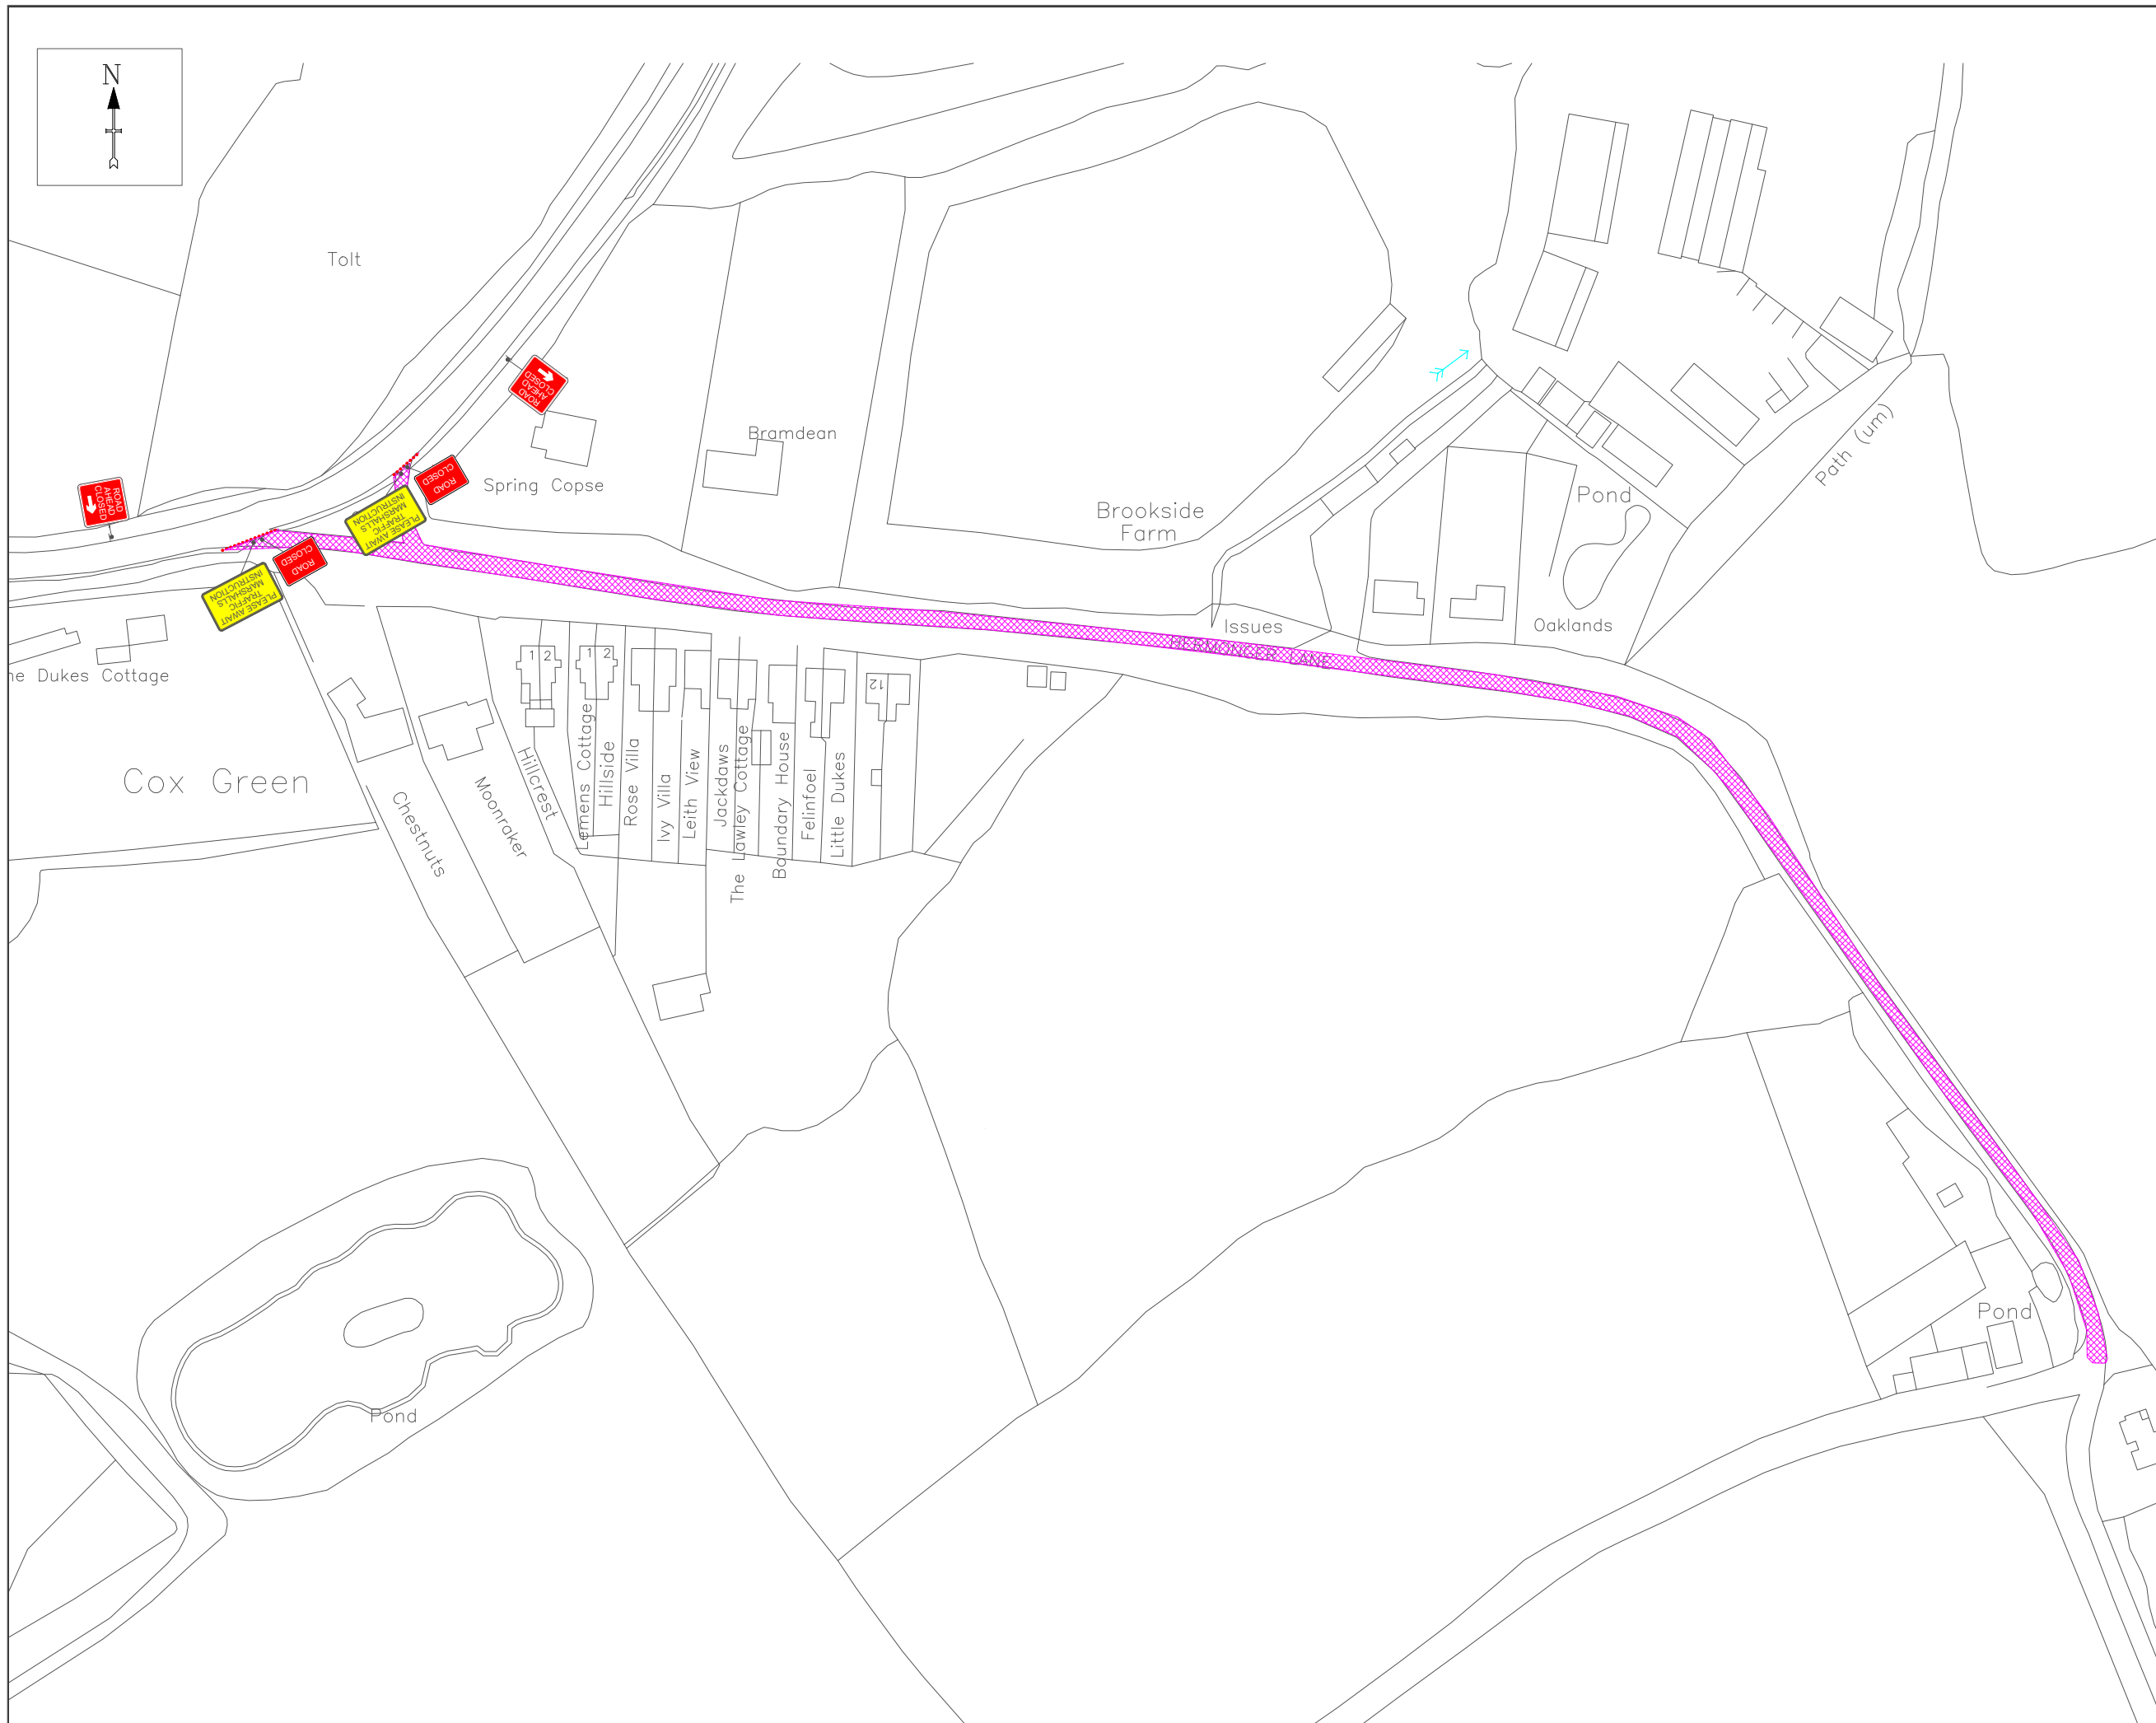 N
Tolt
ROAD
AHEAD
CLOSED
Bramdean
ROAD
CLOSED
Spring Copse
ROAD
AHEAD
CLOSED
PLEASE AWAIT
TRAFFIC
MARSHALLS
INSTRUCTION
Path (um)
Pond
Brookside
Farm
ROAD
CLOSED
PLEASE AWAIT
TRAFFIC
MARSHALLS
INSTRUCTION
Issues
Oaklands
HERMONGER LANE
1 2
1 2
12
Dukes Cottage
Cox Green
Chestnuts
Moonraker
Hillcrest
Clemens Cottage
Hillside
Rose Villa
Ivy Villa
Leith View
Jackdaws
The Lawley Cottage
Boundary House
Felinfoel
Little Dukes
Pond
Pond